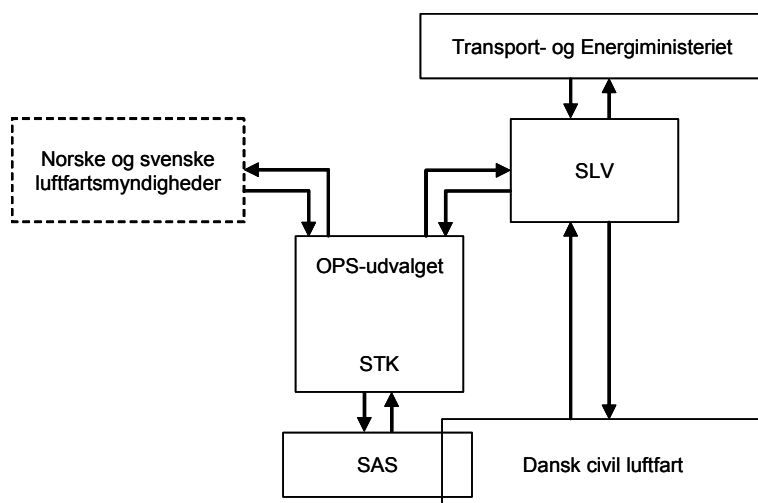 Transport- og Energiministeriet
Norske og svenske
luftfartsmyndigheder
SLV
OPS-udvalget
STK
SAS
Dansk civil luftfart